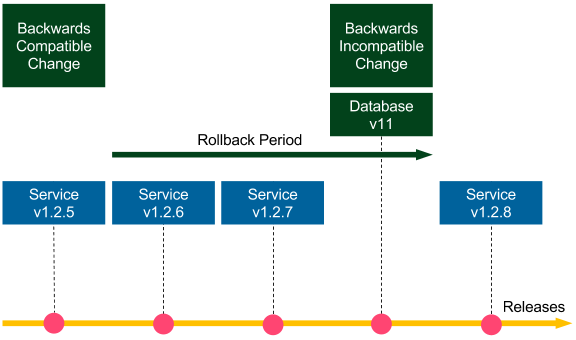 Backwards
Compatible
Change
Backwards
Incompatible
Change
Database
v11
Rollback Period
Service
v1.2.5
Service
v1.2.6
Service
v1.2.7
Service
v1.2.8
Releases